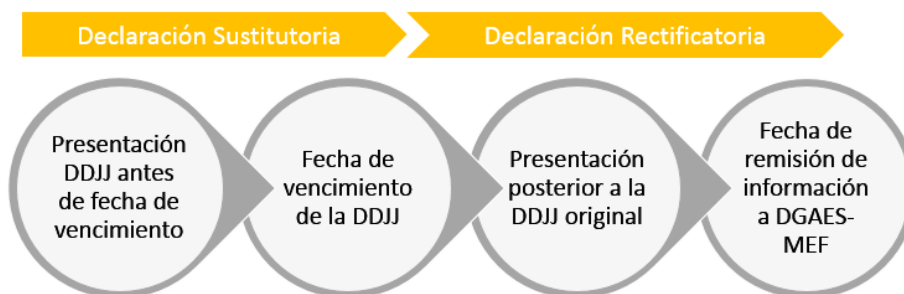 Declaración Sustitutoria
Declaración Rectificatoria
Presentación
DDJJ antes
de fecha de
vencimiento
Fecha de
vencimiento
de la DDJJ
Presentación
posterior a la
DDJJ original
Fecha de
remisión de
información
a DGAES-
MEF